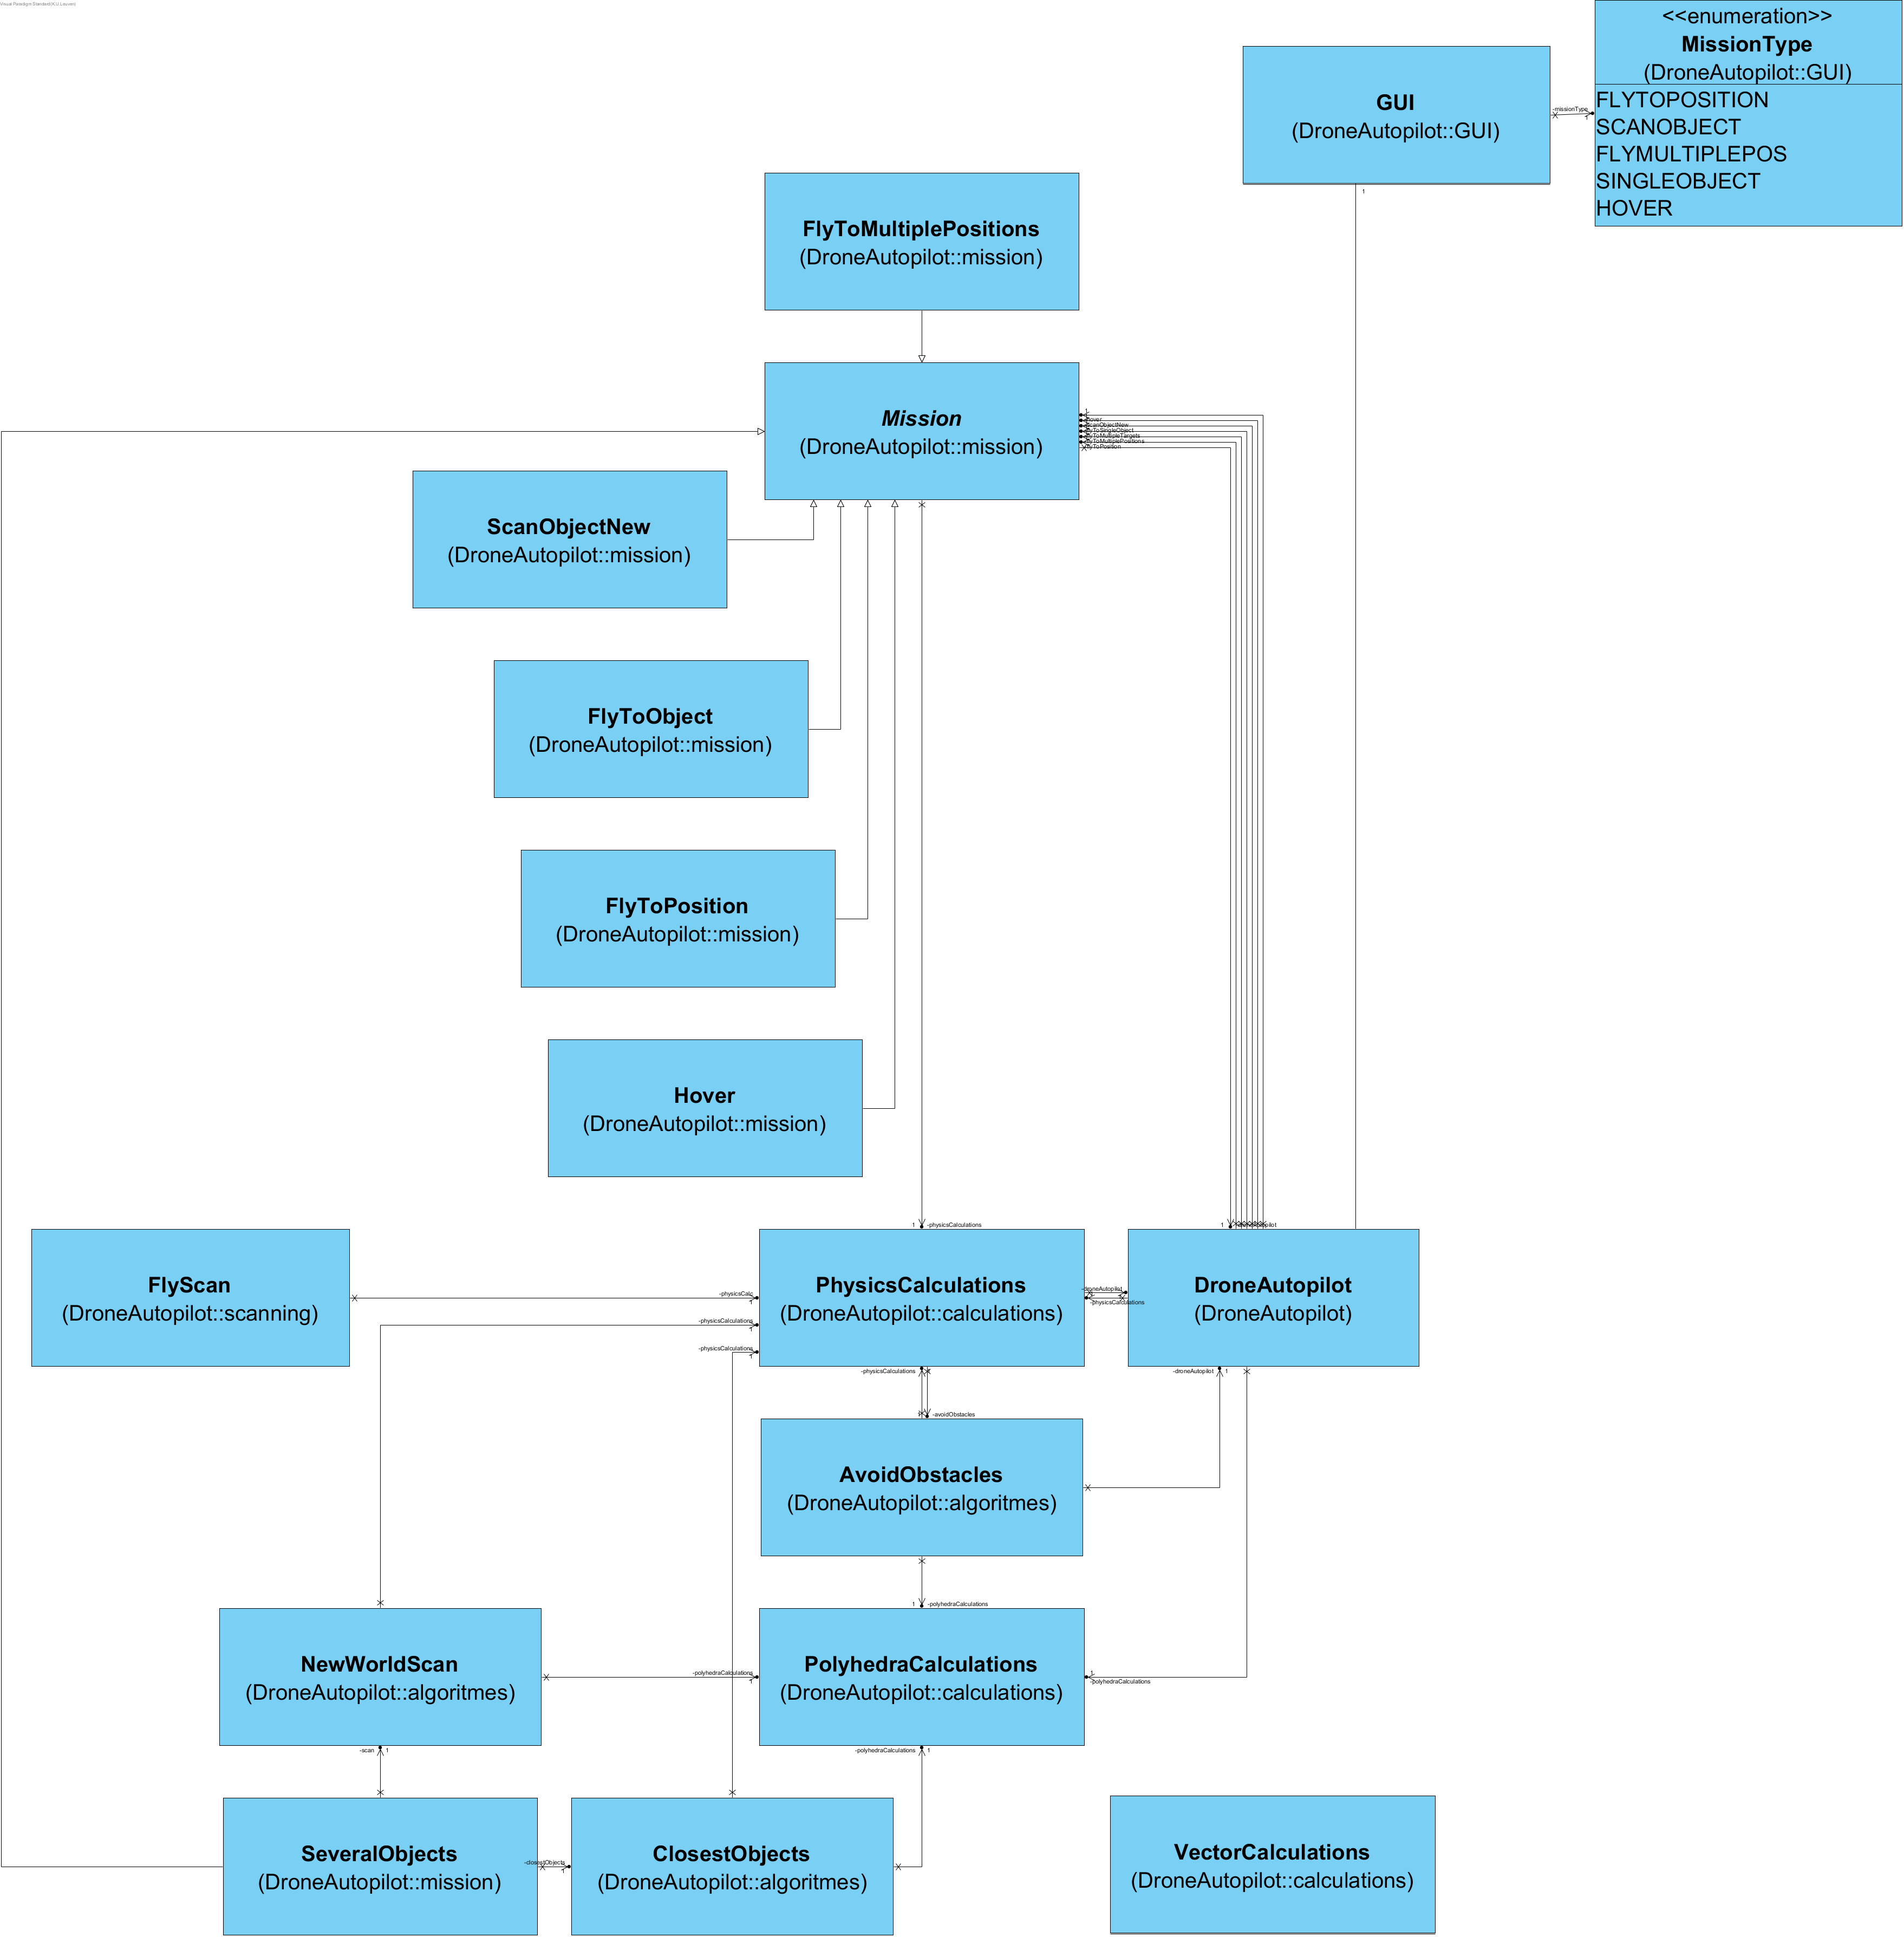 Visual Paradigm Standard(K.U.Leuven)
<<enumeration>>
MissionType
(DroneAutopilot::GUI)
FLYTOPOSITION
SCANOBJECT
FLYMULTIPLEPOS
SINGLEOBJECT
HOVER
GUI
(DroneAutopilot::GUI)
-missionType
1
1
FlyToMultiplePositions
(DroneAutopilot::mission)
Mission
(DroneAutopilot::mission)
-scanObjectNew
-flyToSingleObject
-flyToMultipleTargets
-flyToMultiplePositions
-flyToPosition
ScanObjectNew
(DroneAutopilot::mission)
FlyToObject
(DroneAutopilot::mission)
FlyToPosition
(DroneAutopilot::mission)
Hover
(DroneAutopilot::mission)
1
-physicsCalculations
1
FlyScan
(DroneAutopilot::scanning)
-physicsCalc
1
-physicsCalculations
1
-physicsCalculations
1
PhysicsCalculations
(DroneAutopilot::calculations)
-droneAutopilot
-physicsCalculations
DroneAutopilot
(DroneAutopilot)
-physicsCalculations
-avoidObstacles
-droneAutopilot
1
AvoidObstacles
(DroneAutopilot::algoritmes)
1
-polyhedraCalculations
NewWorldScan
(DroneAutopilot::algoritmes)
-polyhedraCalculations
1
PolyhedraCalculations
(DroneAutopilot::calculations)
1
-polyhedraCalculations
-scan
1
-polyhedraCalculations
1
SeveralObjects
(DroneAutopilot::mission)
-closestObjects
1
ClosestObjects
(DroneAutopilot::algoritmes)
VectorCalculations
(DroneAutopilot::calculations)